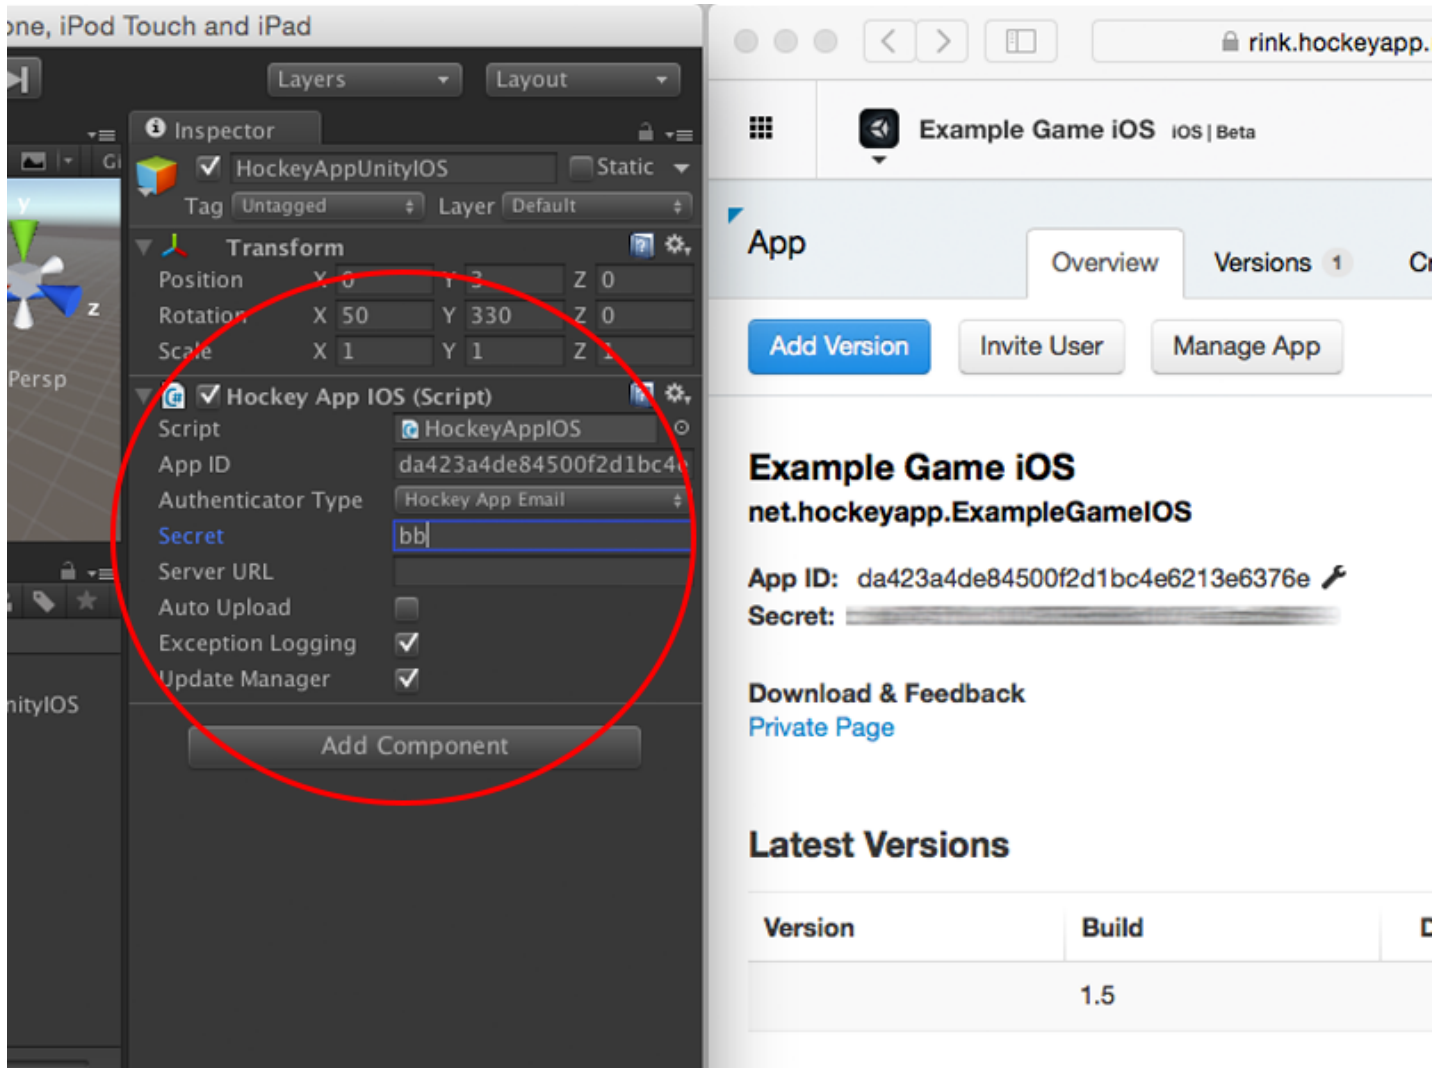 one, iPod Touch and iPad
Layers
Layout
Inspector
Gi
HockeyAppUnityIOS
Static
Tag Untagged
Layer Default
y
z
Persp
Transform
Position X 0 Y 3 Z 0
Rotation X 50 Y 330 Z 0
Scale X 1 Y 1 Z 1
Hockey App IOS (Script)
Script HockeyAppIOS
App ID da423a4de84500f2d1bc4e
Authenticator Type Hockey App Email
Secret bb
Server URL
Auto Upload
Exception Logging
Update Manager
nityIOS
Add Component
rink.hockeyapp.
Example Game iOS iOS | Beta
App
Overview
Versions 1
Cr
Add Version
Invite User
Manage App
Example Game iOS
net.hockeyapp.ExampleGameIOS
App ID: da423a4de84500f2d1bc4e6213e6376e
Secret:
Download & Feedback
Private Page
Latest Versions
Version Build D
1.5